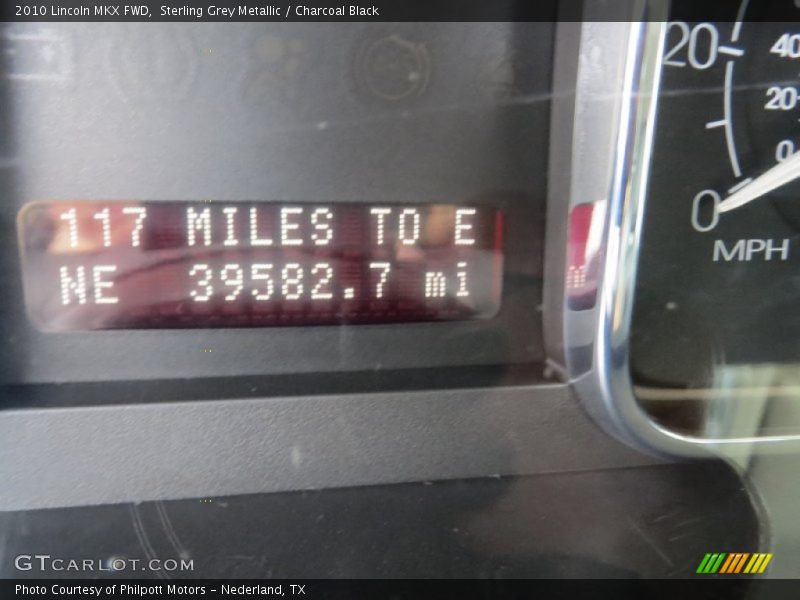 2010 Lincoln MKX FWD,  Sterling Grey Metallic / Charcoal Black
20
40
20
0
0
MPH
117 MILES TO E
NE 39582.7 mi
GTCARLOT.COM
Photo Courtesy of Philpott Motors - Nederland, TX